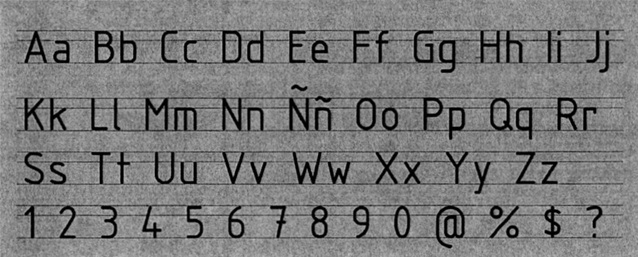 Aa Bb Cc Dd Ee Ff Gg Hh Ii Jj
Kk Ll Mm Nn Ññ Oo Pp Qq Rr
Ss Tt Uu Vv Ww Xx Yy Zz
1 2 3 4 5 6 7 8 9 0 @ % $ ?